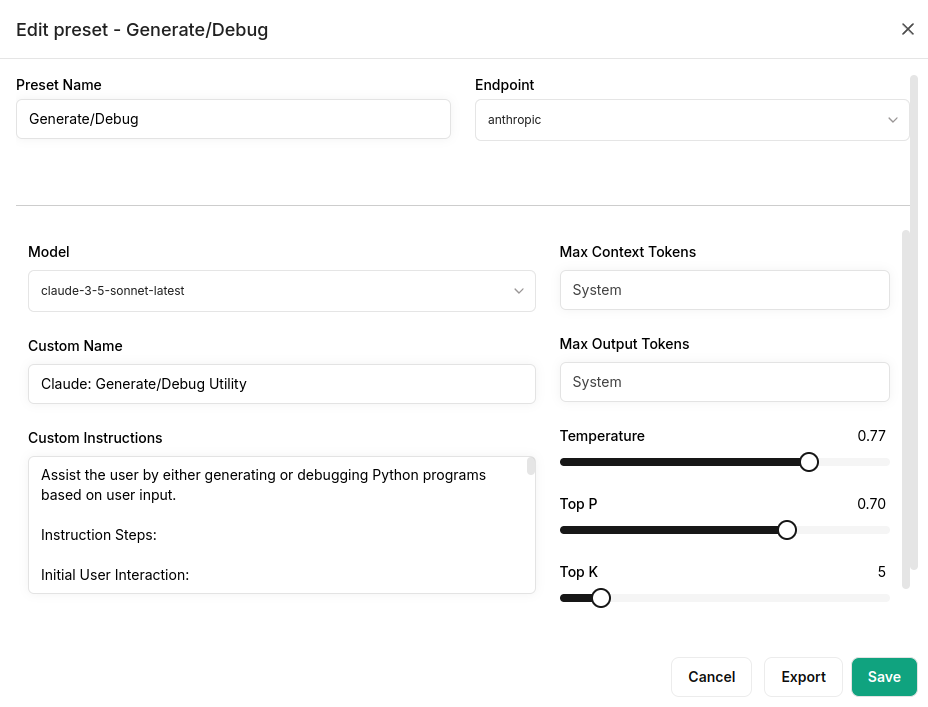 Edit preset - Generate/Debug
Preset Name
Generate/Debug
Endpoint
anthropic
Model
claude-3-5-sonnet-latest
Custom Name
Claude: Generate/Debug Utility
Custom Instructions
Assist the user by either generating or debugging Python programs
based on user input.
Instruction Steps:
Initial User Interaction:
Max Context Tokens
System
Max Output Tokens
System
Temperature 0.77
Top P 0.70
Top K 5
Cancel Export Save